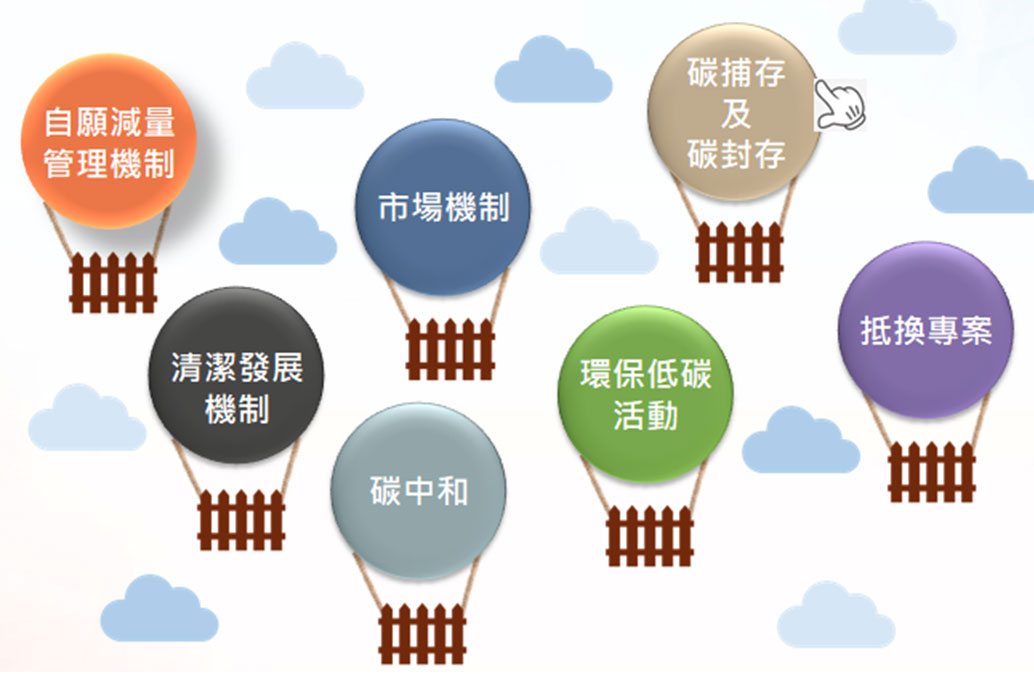 自願減量
管理機制
市場機制
碳捕存
及
碳封存
清潔發展
機制
碳中和
環保低碳
活動
抵換專案